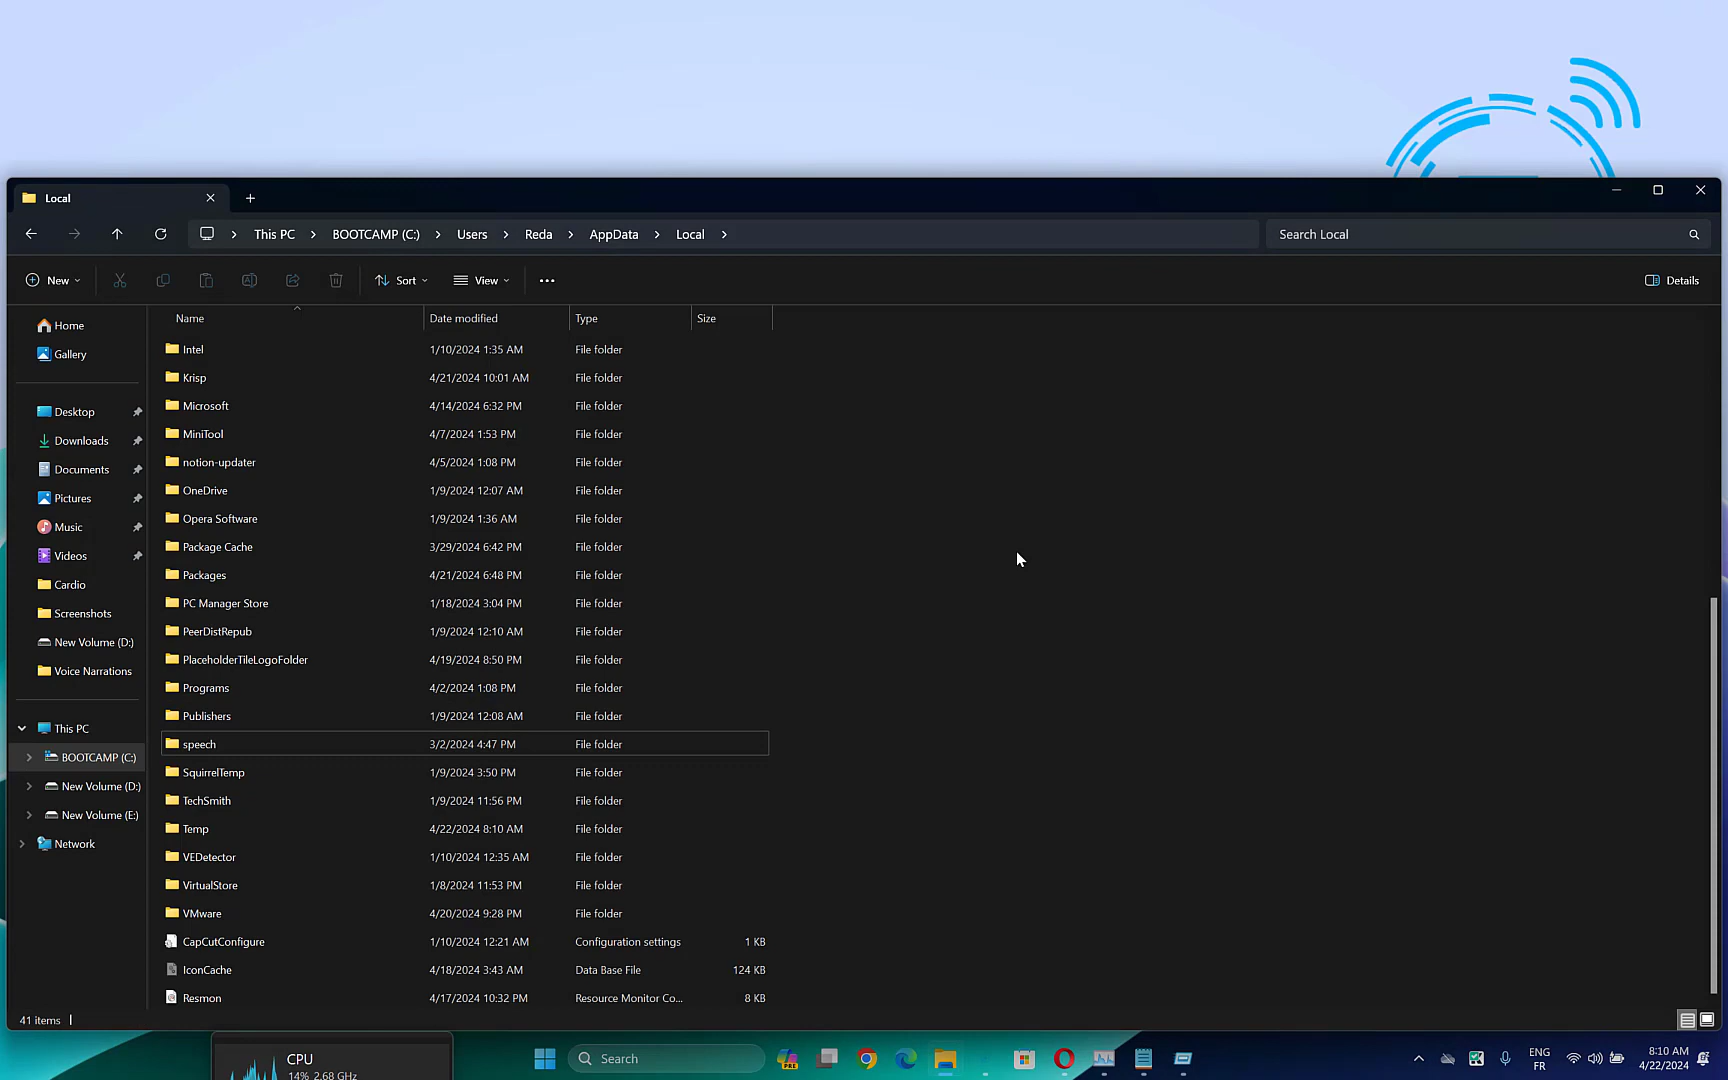 Local
This PC
BOOTCAMP (C:)
Users
Reda
AppData
Local
Search Local
New
Sort
View
Details
Name Date modified Type Size
Home
Gallery
Desktop
Downloads
Documents
Pictures
Music
Videos
Cardio
Screenshots
New Volume (D:)
Voice Narrations
This PC
BOOTCAMP (C:)
New Volume (D:)
New Volume (E:)
Network
Intel 1/10/2024 1:35 AM File folder
Krisp 4/21/2024 10:01 AM File folder
Microsoft 4/14/2024 6:32 PM File folder
MiniTool 4/7/2024 1:53 PM File folder
notion-updater 4/5/2024 1:08 PM File folder
OneDrive 1/9/2024 12:07 AM File folder
Opera Software 1/9/2024 1:36 AM File folder
Package Cache 3/29/2024 6:42 PM File folder
Packages 4/21/2024 6:48 PM File folder
PC Manager Store 1/18/2024 3:04 PM File folder
PeerDistRepub 1/9/2024 12:10 AM File folder
PlaceholderTileLogoFolder 4/19/2024 8:50 PM File folder
Programs 4/2/2024 1:08 PM File folder
Publishers 1/9/2024 12:08 AM File folder
speech 3/2/2024 4:47 PM File folder
SquirrelTemp 1/9/2024 3:50 PM File folder
TechSmith 1/9/2024 11:56 PM File folder
Temp 4/22/2024 8:10 AM File folder
VEDetector 1/10/2024 12:35 AM File folder
VirtualStore 1/8/2024 11:53 PM File folder
VMware 4/20/2024 9:28 PM File folder
CapCutConfigure 1/10/2024 12:21 AM Configuration settings 1 KB
IconCache 4/18/2024 3:43 AM Data Base File 124 KB
Resmon 4/17/2024 10:32 PM Resource Monitor Co... 8 KB
41 items
CPU
14% 2.68 GHz
Search
PRE
ENG
FR
8:10 AM
4/22/2024